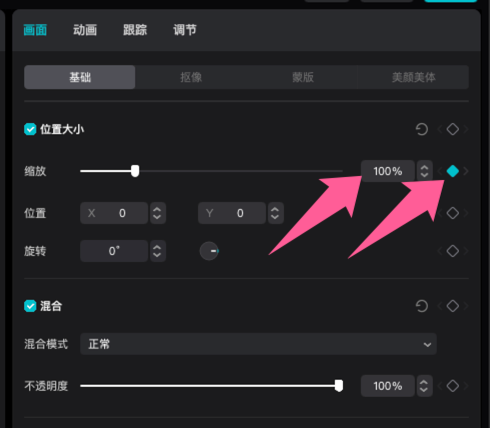 画面 动画 跟踪 调节
基础 抠像 蒙版 美颜美体
位置大小
缩放 100%
位置 X 0 Y 0
旋转 0°
混合
混合模式 正常
不透明度 100%